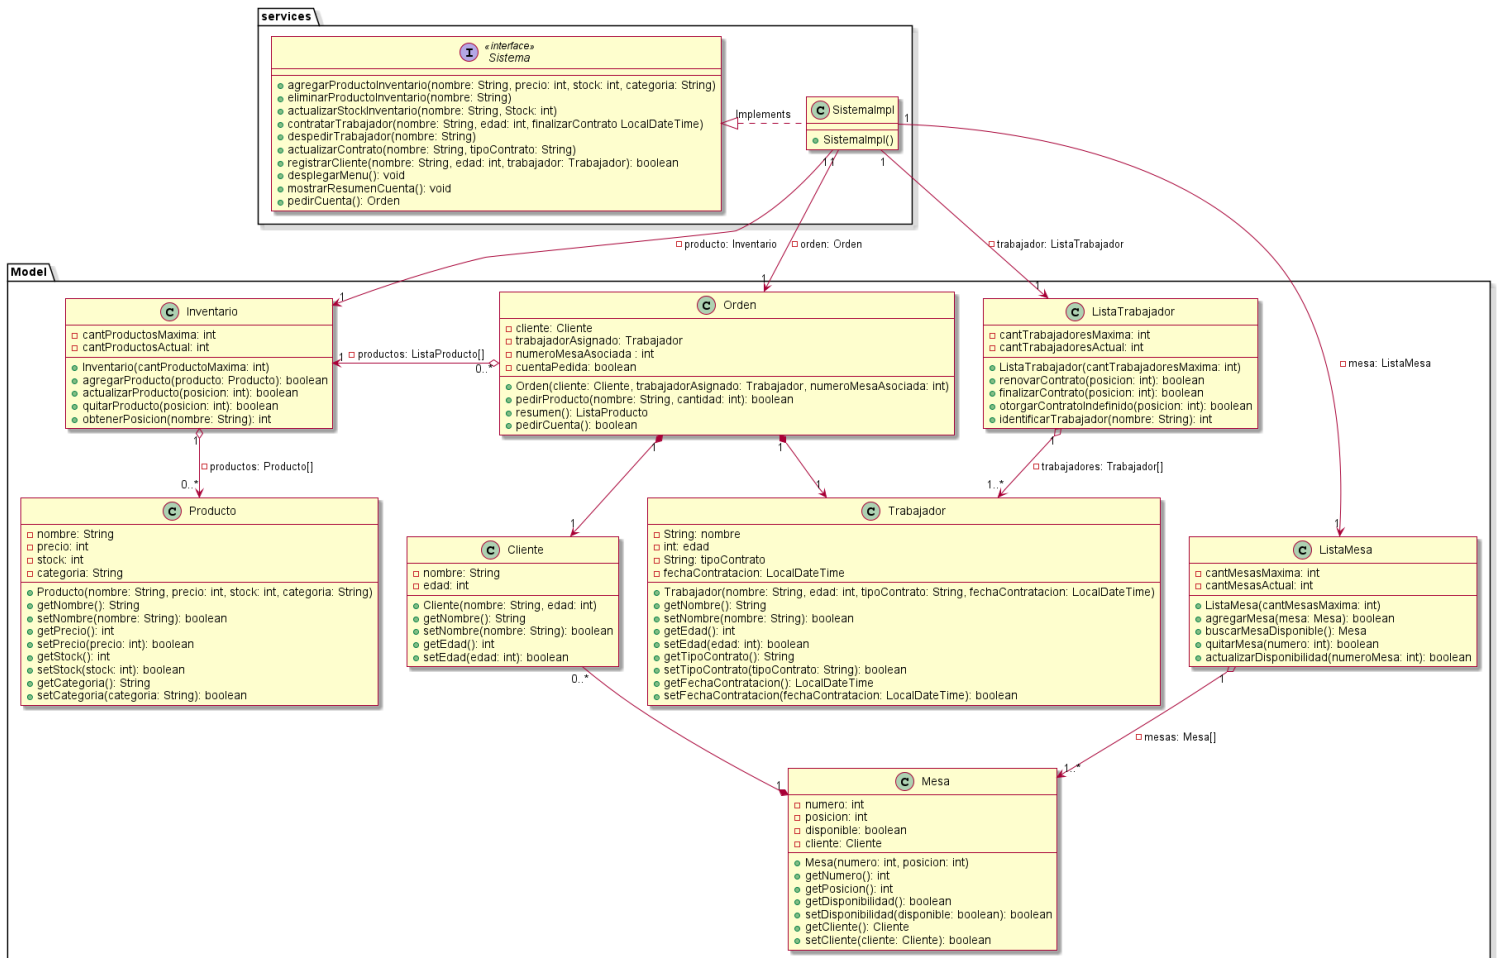 services
I
«interface»
Sistema
agregarProductoInventario(nombre: String, precio: int, stock: int, categoria: String)
eliminarProductoInventario(nombre: String)
actualizarStockInventario(nombre: String, Stock: int)
contratarTrabajador(nombre: String, edad: int, finalizarContrato LocalDateTime)
despedirTrabajador(nombre: String)
actualizarContrato(nombre: String, tipoContrato: String)
registrarCliente(nombre: String, edad: int, trabajador: Trabajador): boolean
desplegarMenu(): void
mostrarResumenCuenta(): void
pedirCuenta(): Orden
Implements
C SistemaImpl
SistemaImpl()
1
1
1
1
producto: Inventario
orden: Orden
trabajador: ListaTrabajador
mesa: ListaMesa
Model
1
1
1
1
C Inventario
cantProductosMaxima: int
cantProductosActual: int
Inventario(cantProductoMaxima: int)
agregarProducto(producto: Producto): boolean
actualizarProducto(posicion: int): boolean
quitarProducto(posicion: int): boolean
obtenerPosicion(nombre: String): int
1
productos: ListaProducto[]
0..*
C Orden
cliente: Cliente
trabajadorAsignado: Trabajador
numeroMesaAsociada : int
cuentaPedida: boolean
Orden(cliente: Cliente, trabajadorAsignado: Trabajador, numeroMesaAsociada: int)
pedirProducto(nombre: String, cantidad: int): boolean
resumen(): ListaProducto
pedirCuenta(): boolean
C ListaTrabajador
cantTrabajadoresMaxima: int
cantTrabajadoresActual: int
ListaTrabajador(cantTrabajadoresMaxima: int)
renovarContrato(posicion: int): boolean
finalizarContrato(posicion: int): boolean
otorgarContratoIndefinido(posicion: int): boolean
identificarTrabajador(nombre: String): int
1
productos: Producto[]
0..*
1
1
1
1
1
trabajadores: Trabajador[]
1..*
C Producto
nombre: String
precio: int
stock: int
categoria: String
Producto(nombre: String, precio: int, stock: int, categoria: String)
getNombre(): String
setNombre(nombre: String): boolean
getPrecio(): int
setPrecio(precio: int): boolean
getStock(): int
setStock(stock: int): boolean
getCategoria(): String
setCategoria(categoria: String): boolean
C Cliente
nombre: String
edad: int
Cliente(nombre: String, edad: int)
getNombre(): String
setNombre(nombre: String): boolean
getEdad(): int
setEdad(edad: int): boolean
C Trabajador
String: nombre
int: edad
String: tipoContrato
fechaContratacion: LocalDateTime
Trabajador(nombre: String, edad: int, tipoContrato: String, fechaContratacion: LocalDateTime)
getNombre(): String
setNombre(nombre: String): boolean
getEdad(): int
setEdad(edad: int): boolean
getTipoContrato(): String
setTipoContrato(tipoContrato: String): boolean
getFechaContratacion(): LocalDateTime
setFechaContratacion(fechaContratacion: LocalDateTime): boolean
C ListaMesa
cantMesasMaxima: int
cantMesasActual: int
ListaMesa(cantMesasMaxima: int)
agregarMesa(mesa: Mesa): boolean
buscarMesaDisponible(): Mesa
quitarMesa(numero: int): boolean
actualizarDisponibilidad(numeroMesa: int): boolean
0..*
1
1
mesas: Mesa[]
1..*
C Mesa
numero: int
posicion: int
disponible: boolean
cliente: Cliente
Mesa(numero: int, posicion: int)
getNumero(): int
getPosicion(): int
getDisponibilidad(): boolean
setDisponibilidad(disponible: boolean): boolean
getCliente(): Cliente
setCliente(cliente: Cliente): boolean